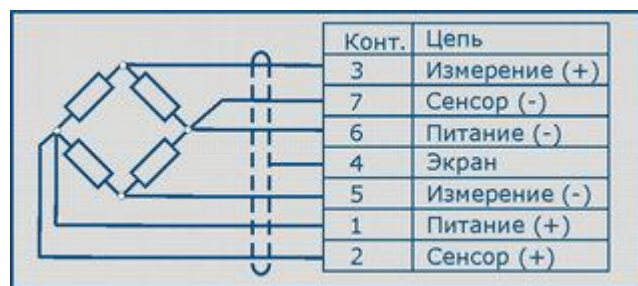 Конт. Цепь
3 Измерение (+)
7 Сенсор (-)
6 Питание (-)
4 Экран
5 Измерение (-)
1 Питание (+)
2 Сенсор (+)